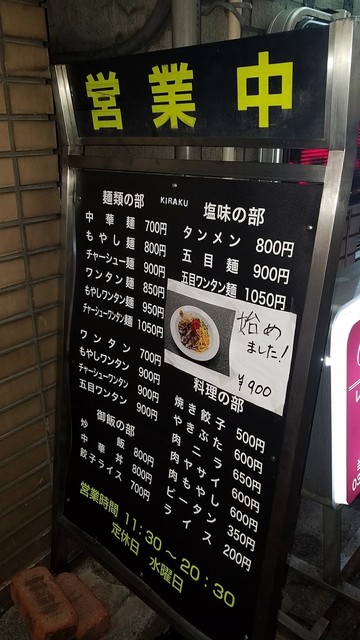 営業中
KIRAKU
麺類の部
中華麺 700円
もやし麺 800円
チャーシュー麺 900円
ワンタン麺 850円
もやしワンタン麺 950円
チャーシューワンタン麺 1050円
ワンタン 700円
もやしワンタン 900円
チャーシューワンタン 900円
五目ワンタン 900円
御飯の部
炒飯 800円
中華丼 800円
餃子ライス 700円
塩味の部
タンメン 800円
五目麺 900円
五目ワンタン麺 1050円
始め
ました!
¥900
料理の部
焼き餃子 500円
やきぶた 600円
肉ニラ 650円
肉ヤサイ 600円
肉もやし 600円
ピータン 350円
ライス 200円
営業時間 11:30~20:30
定休日 水曜日